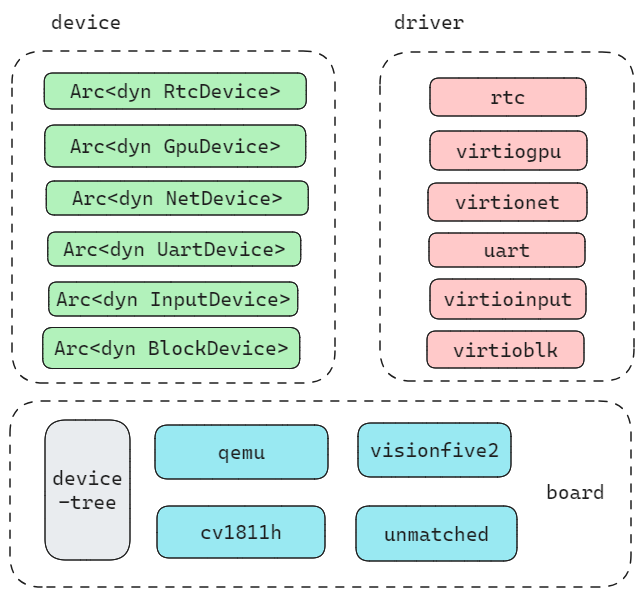 device
Arc<dyn RtcDevice>
Arc<dyn GpuDevice>
Arc<dyn NetDevice>
Arc<dyn UartDevice>
Arc<dyn InputDevice>
Arc<dyn BlockDevice>
driver
rtc
virtiogpu
virtionet
uart
virtioinput
virtioblk
device
-tree
qemu
visionfive2
cv1811h
unmatched
board